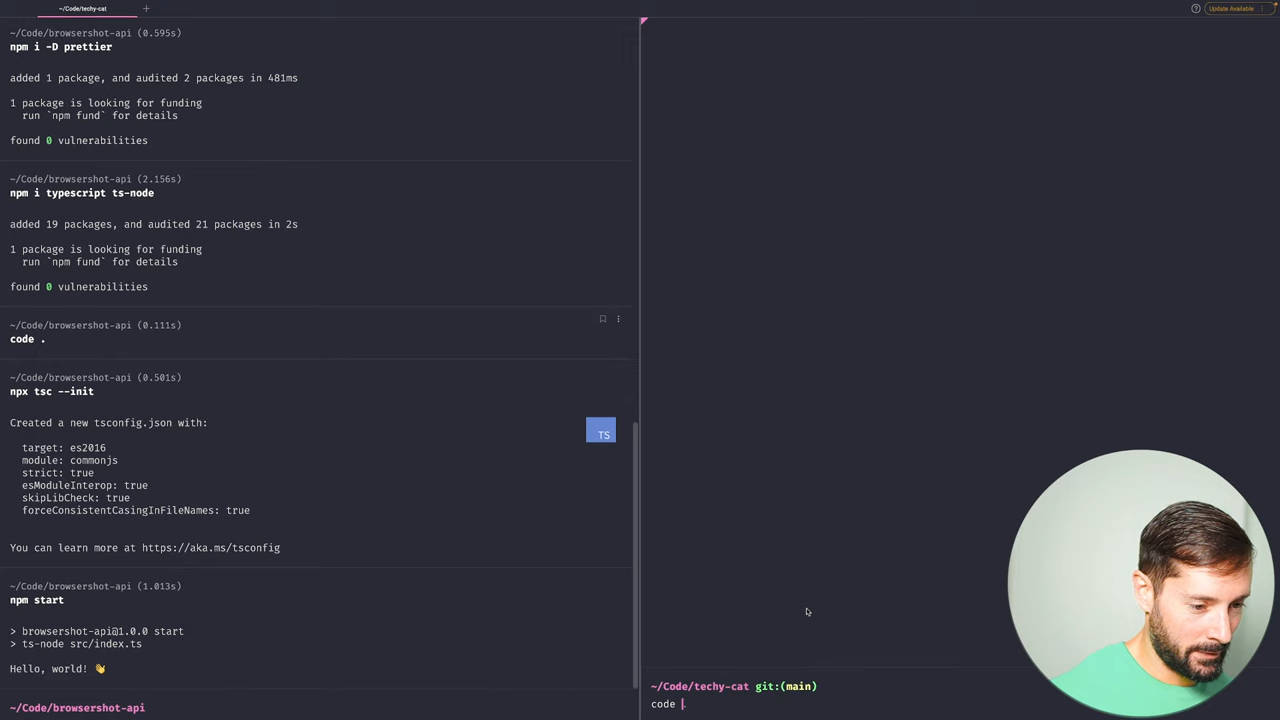 ~/Code/techy-cat
Update Available
~/Code/browsershot-api (0.595s)
npm i -D prettier
added 1 package, and audited 2 packages in 481ms
1 package is looking for funding
run `npm fund` for details
found 0 vulnerabilities
~/Code/browsershot-api (2.156s)
npm i typescript ts-node
added 19 packages, and audited 21 packages in 2s
1 package is looking for funding
run `npm fund` for details
found 0 vulnerabilities
~/Code/browsershot-api (0.111s)
code .
~/Code/browsershot-api (0.501s)
npx tsc --init
Created a new tsconfig.json with:
TS
target: es2016
module: commonjs
strict: true
esModuleInterop: true
skipLibCheck: true
forceConsistentCasingInFileNames: true
You can learn more at https://aka.ms/tsconfig
~/Code/browsershot-api (1.013s)
npm start
> browsershot-api@1.0.0 start
> ts-node src/index.ts
Hello, world! 👋
~/Code/browsershot-api
~/Code/techy-cat git:(main)
code .